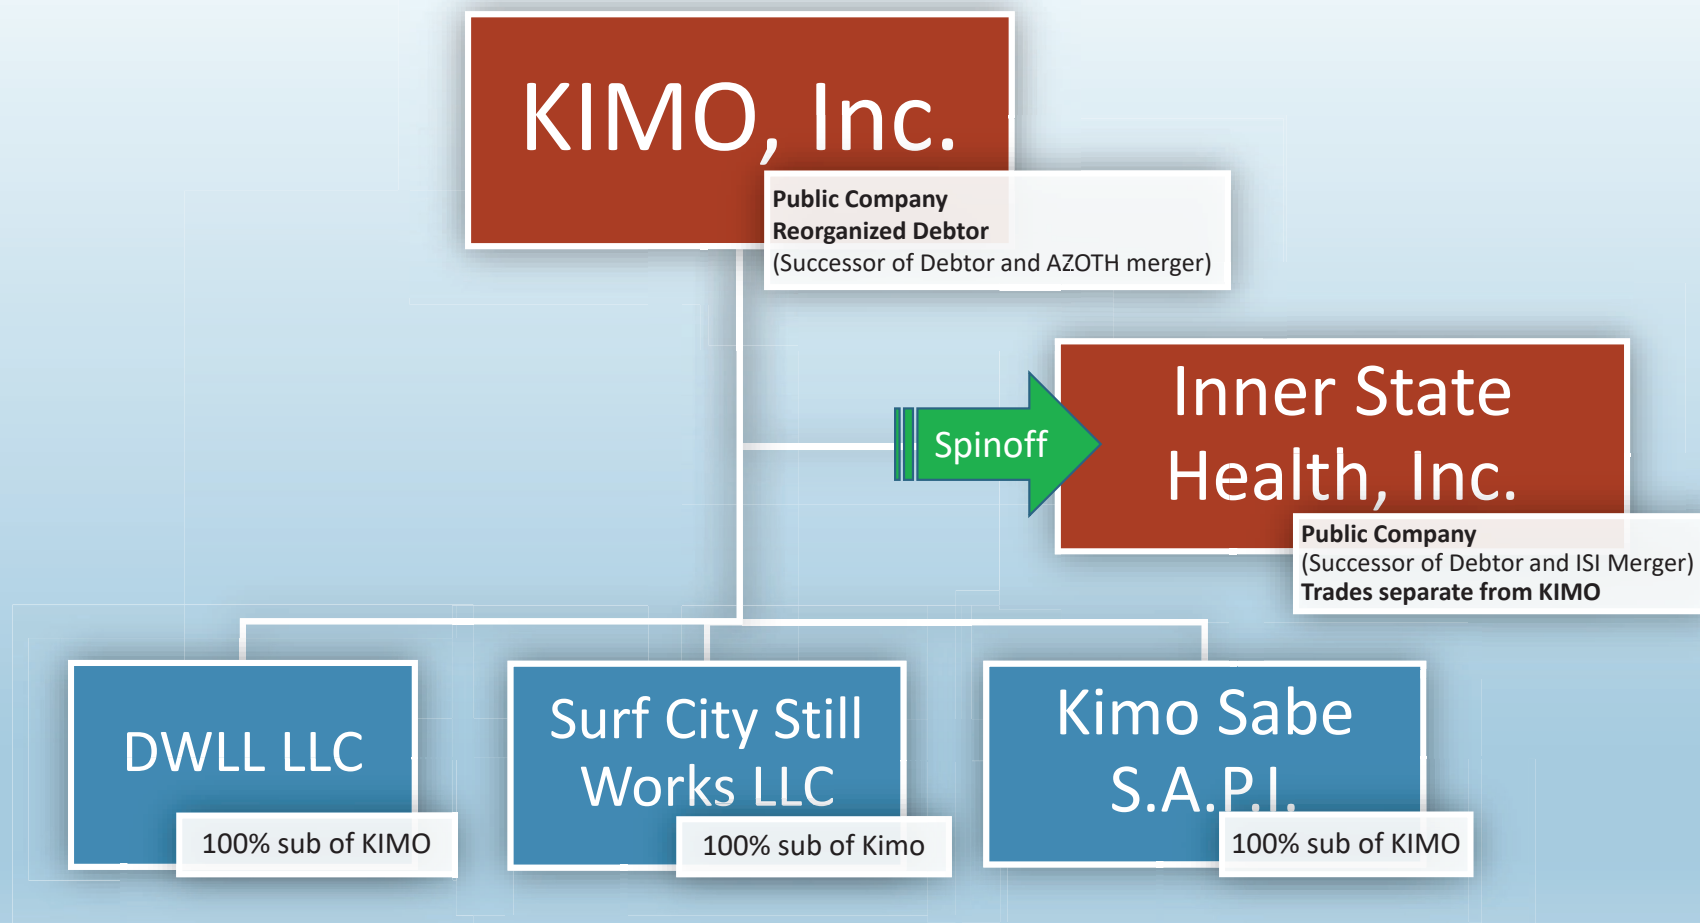 KIMO, Inc.
Public Company
Reorganized Debtor
(Successor of Debtor and AZOTH merger)
Spinoff
Inner State
Health, Inc.
Public Company
(Successor of Debtor and ISI Merger)
Trades separate from KIMO
DWLL LLC
100% sub of KIMO
Surf City Still
Works LLC
100% sub of Kimo
Kimo Sabe
S.A.P.I.
100% sub of KIMO